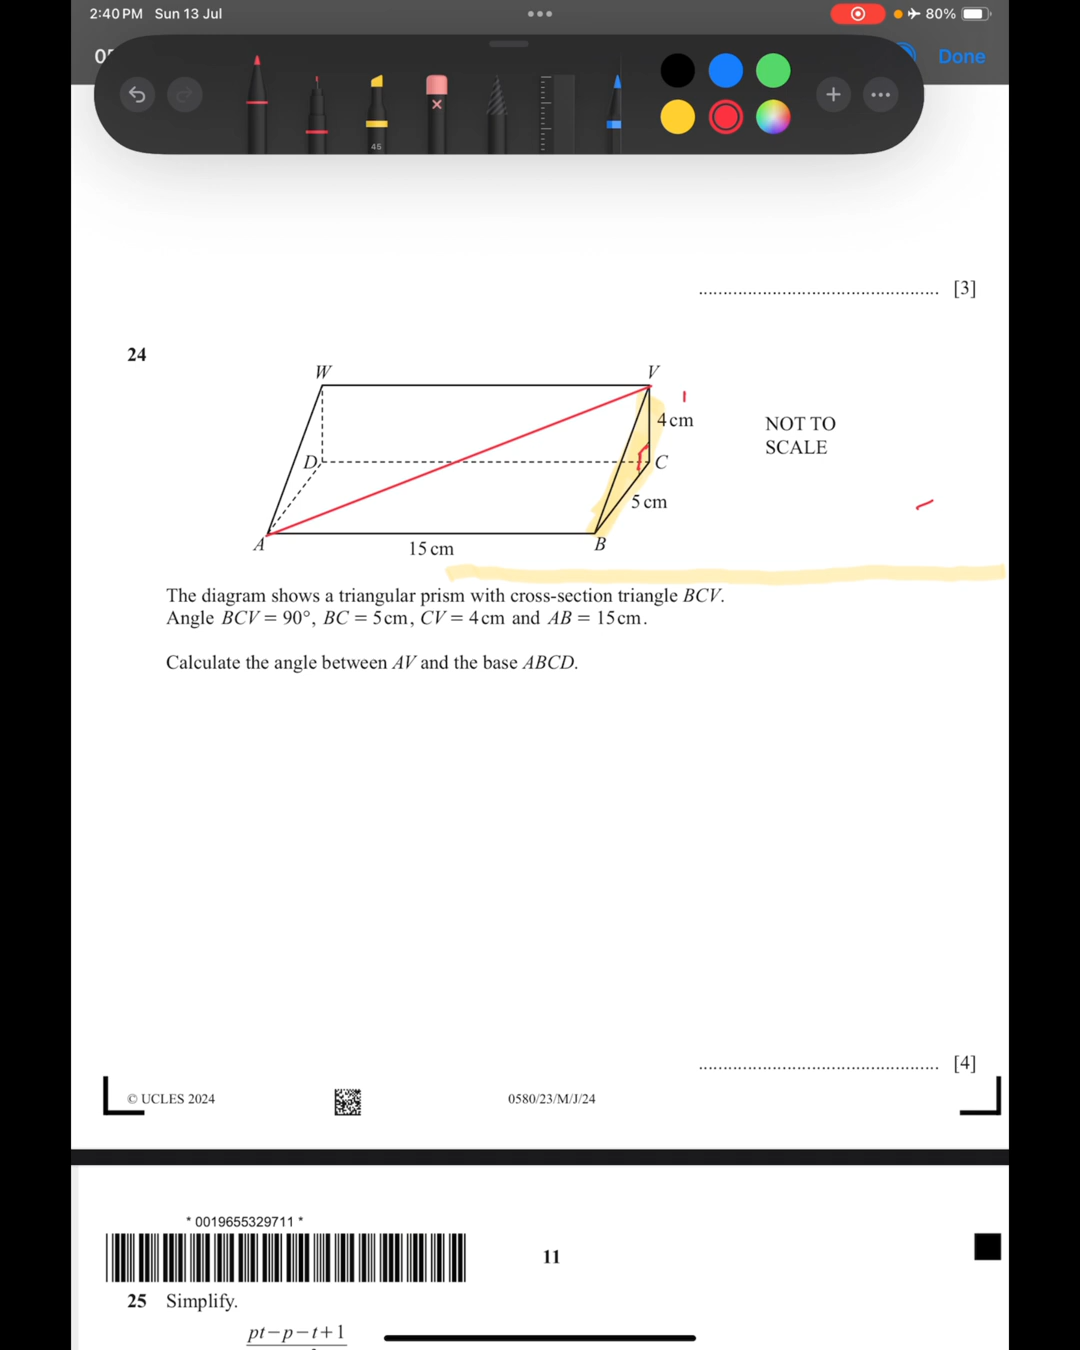 2:40 PM Sun 13 Jul
80%
Done
45
[3]
24
W
V
4 cm
NOT TO
SCALE
D
C
5 cm
A
B
15 cm
The diagram shows a triangular prism with cross-section triangle BCV.
Angle BCV = 90°, BC = 5 cm, CV = 4 cm and AB = 15 cm.
Calculate the angle between AV and the base ABCD.
[4]
© UCLES 2024
0580/23/M/J/24
* 0019655329711 *
11
25 Simplify.
pt − p − t + 1